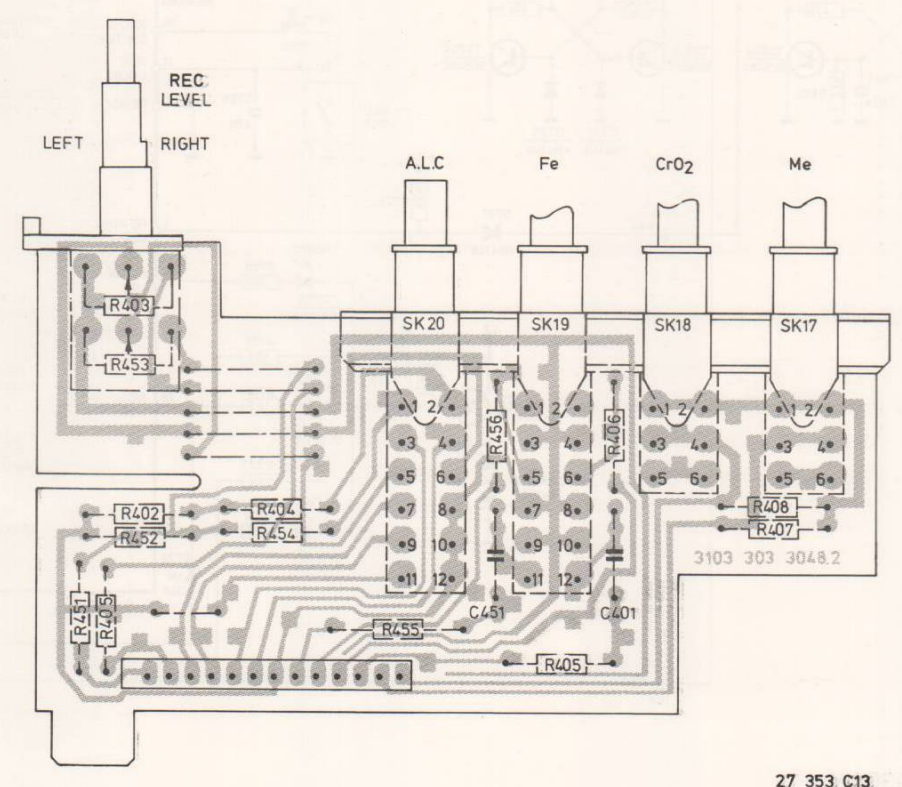 REC
LEVEL
LEFT
RIGHT
A.L.C
Fe
CrO2
Me
SK20
SK19
SK18
SK17
R403
R453
1 2
3 4
5 6
7 8
9 10
11 12
R456
1 2
3 4
5 6
7 8
9 10
11 12
R406
1 2
3 4
5 6
1 2
3 4
5 6
R402
R452
R404
R454
R408
R407
3103 303 3048.2
R451
R405
C451
C401
R455
R405
27 353 C13